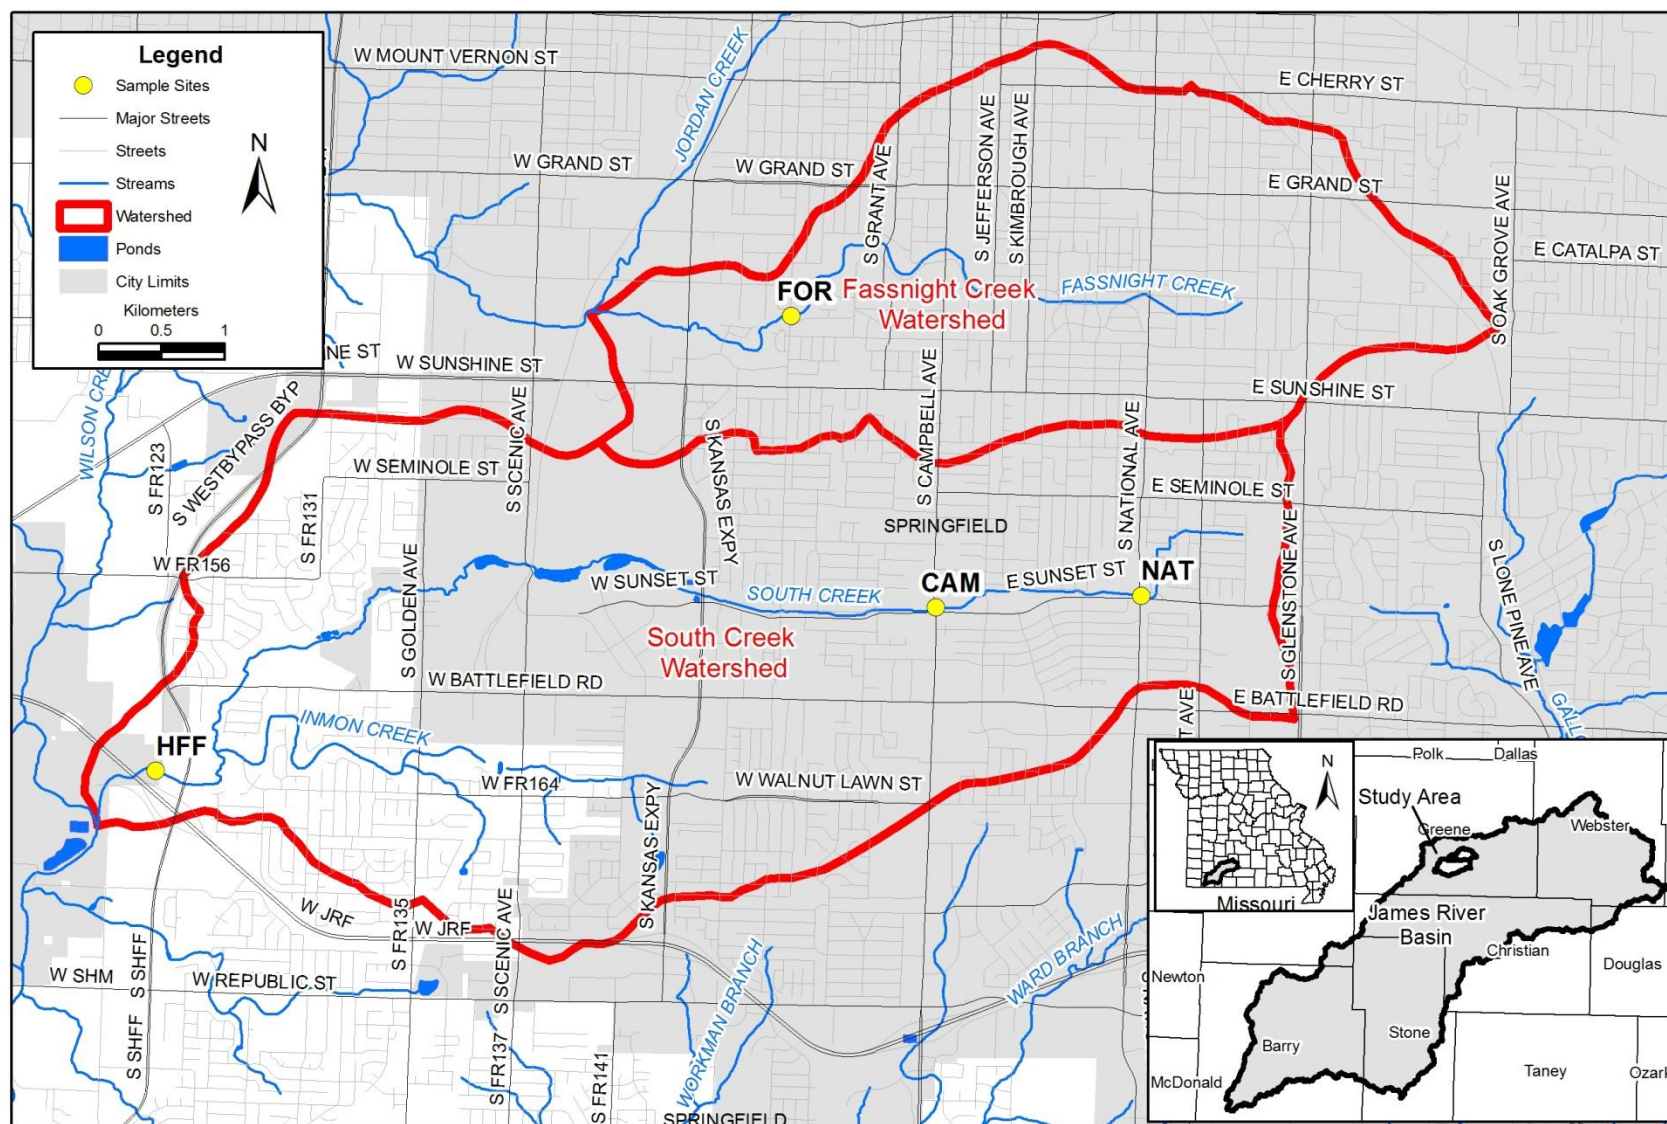 Legend
Sample Sites
Major Streets
Streets
Streams
Watershed
Ponds
City Limits
Kilometers
0 0.5 1
N
W MOUNT VERNON ST
JORDAN CREEK
E CHERRY ST
W GRAND ST
W GRAND ST
S GRANT AVE
S JEFFERSON AVE
S KIMBROUGH AVE
E GRAND ST
S OAK GROVE AVE
E CATALPA ST
FOR
Fassnight Creek
Watershed
FASSNIGHT CREEK
NE ST
W SUNSHINE ST
E SUNSHINE ST
WILSON CRE
S WESTBYPASS BYP
S SCENIC AVE
S KANSAS EXPY
S CAMPBELL AVE
S NATIONAL AVE
S FR123
W SEMINOLE ST
E SEMINOLE ST
S FR131
SPRINGFIELD
S GLENSTONE AVE
S LONE PINE AVE
W FR156
S GOLDEN AVE
W SUNSET ST
SOUTH CREEK
CAM
E SUNSET ST
NAT
South Creek
Watershed
W BATTLEFIELD RD
E BATTLEFIELD RD
T AVE
GALL
INMON CREEK
HFF
W FR164
W WALNUT LAWN ST
S KANSAS EXPY
W JRF
S FR135
W JRF
S SCENIC AVE
W SHM
S SHFF
W REPUBLIC ST
S SHFF
S FR137
S FR141
WORKMAN BRANCH
WARD BRANCH
SPRINGFIELD
N
Missouri
Polk
Dallas
Study Area
Greene
Webster
James River
Basin
Christian
Newton
Douglas
Barry
Stone
McDonald
Taney
Ozark